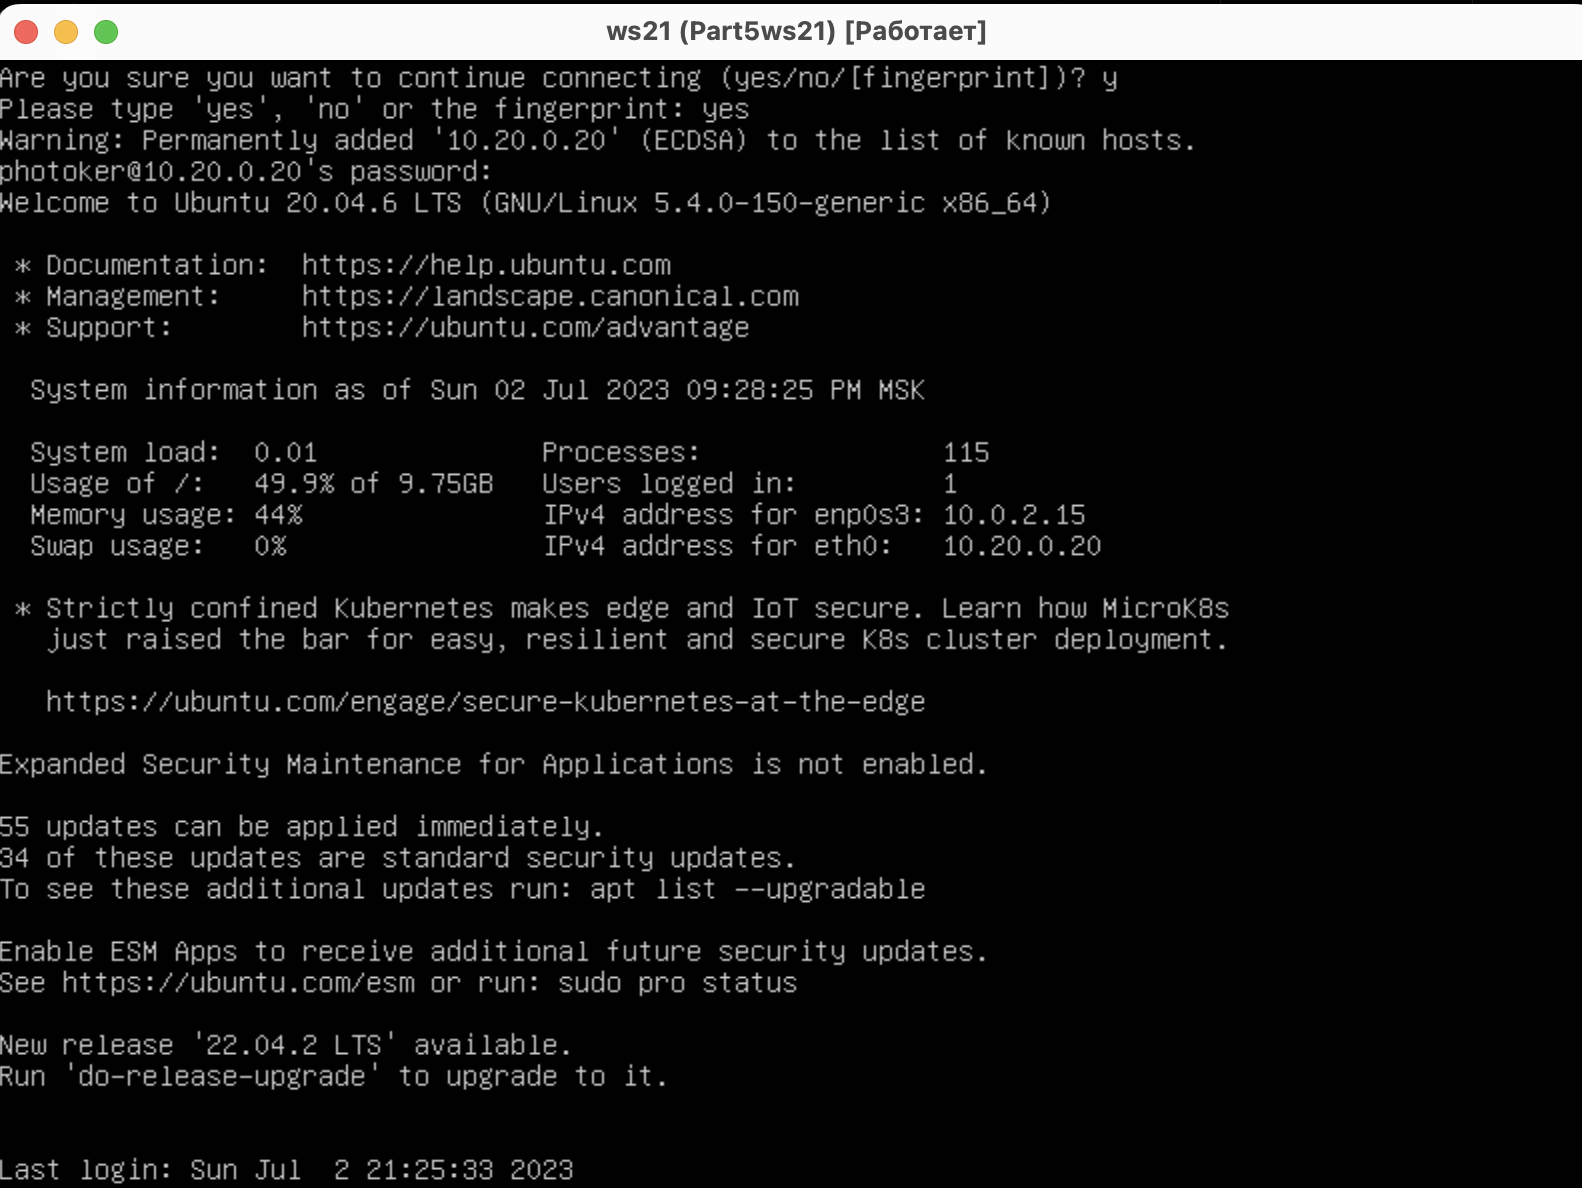 ws21 (Part5ws21) [Работает]
Are you sure you want to continue connecting (yes/no/[fingerprint])? y
Please type 'yes', 'no' or the fingerprint: yes
Warning: Permanently added '10.20.0.20' (ECDSA) to the list of known hosts.
photoker@10.20.0.20's password:
Welcome to Ubuntu 20.04.6 LTS (GNU/Linux 5.4.0-150-generic x86_64)
* Documentation:  https://help.ubuntu.com
* Management:     https://landscape.canonical.com
* Support:        https://ubuntu.com/advantage
System information as of Sun 02 Jul 2023 09:28:25 PM MSK
System load:  0.01               Processes:               115
Usage of /:   49.9% of 9.75GB   Users logged in:         1
Memory usage: 44%               IPv4 address for enp0s3: 10.0.2.15
Swap usage:   0%                IPv4 address for eth0:   10.20.0.20
* Strictly confined Kubernetes makes edge and IoT secure. Learn how MicroK8s
just raised the bar for easy, resilient and secure K8s cluster deployment.
https://ubuntu.com/engage/secure-kubernetes-at-the-edge
Expanded Security Maintenance for Applications is not enabled.
55 updates can be applied immediately.
34 of these updates are standard security updates.
To see these additional updates run: apt list --upgradable
Enable ESM Apps to receive additional future security updates.
See https://ubuntu.com/esm or run: sudo pro status
New release '22.04.2 LTS' available.
Run 'do-release-upgrade' to upgrade to it.
Last login: Sun Jul  2 21:25:33 2023